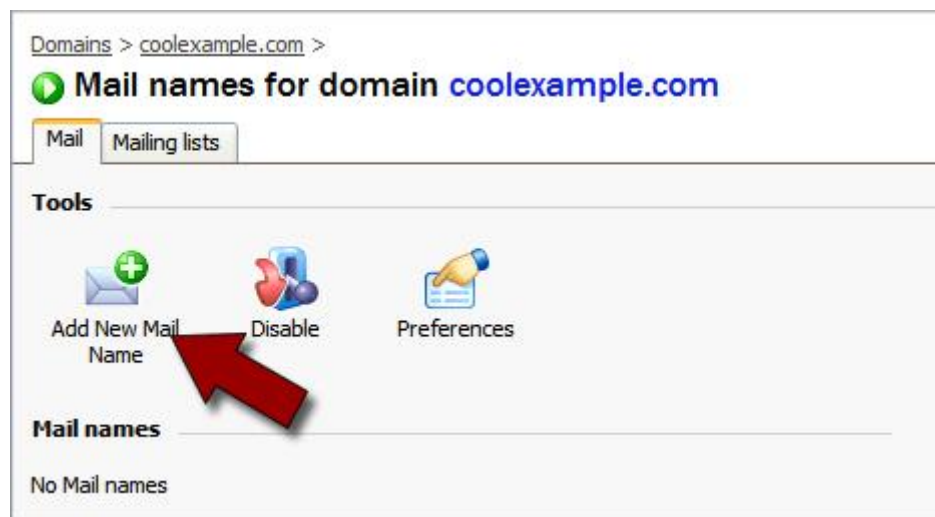 Domains > coolexample.com >
Mail names for domain coolexample.com
Mail Mailing lists
Tools
Add New Mail Name
Disable
Preferences
Mail names
No Mail names